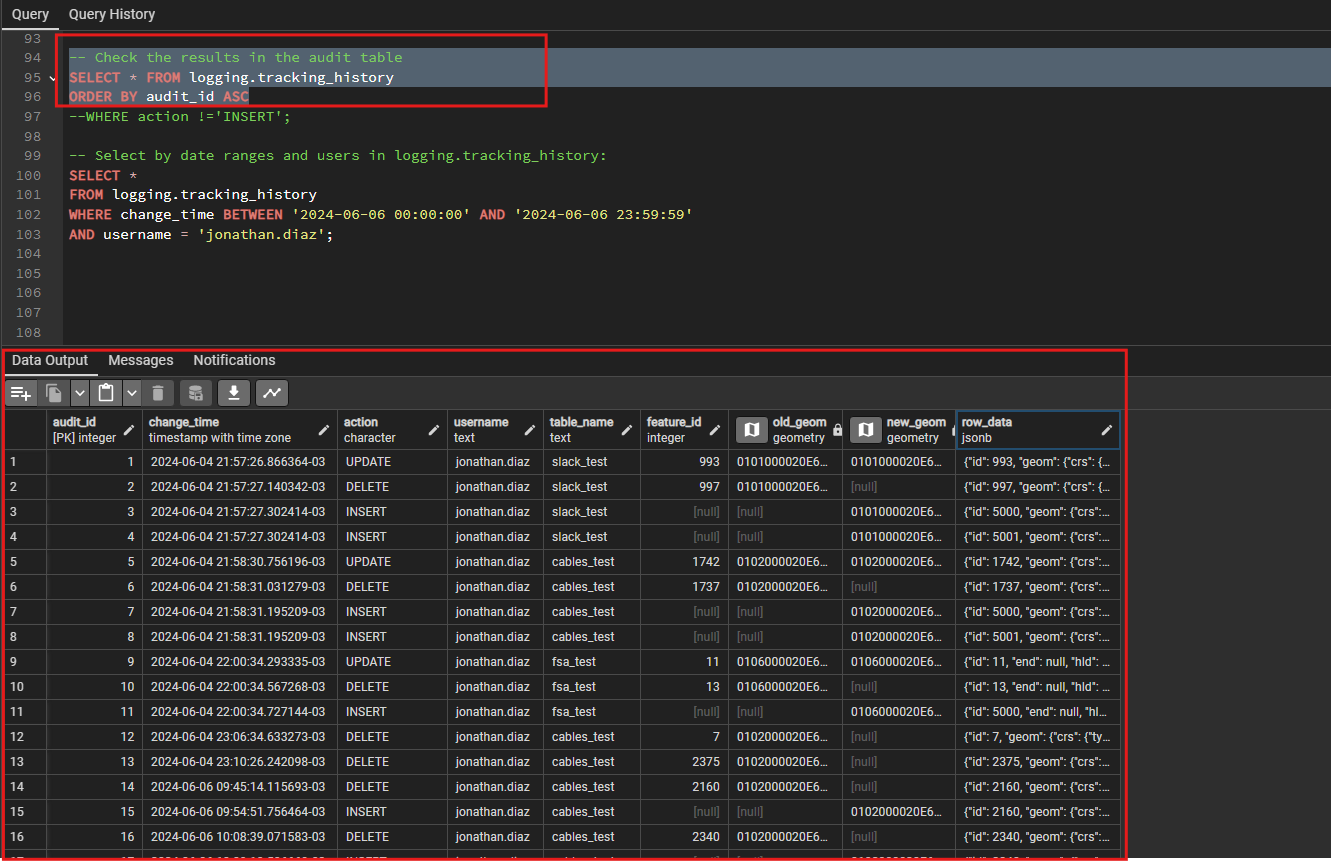 Query Query History
93
94 -- Check the results in the audit table
95 SELECT * FROM logging.tracking_history
96 ORDER BY audit_id ASC
97 --WHERE action !='INSERT';
98
99 -- Select by date ranges and users in logging.tracking_history:
100 SELECT *
101 FROM logging.tracking_history
102 WHERE change_time BETWEEN '2024-06-06 00:00:00' AND '2024-06-06 23:59:59'
103 AND username = 'jonathan.diaz';
104
105
106
107
108
Data Output Messages Notifications
audit_id change_time action username table_name feature_id old_geom new_geom row_data
[PK] integer timestamp with time zone character text text integer geometry geometry jsonb
1 1 2024-06-04 21:57:26.866364-03 UPDATE jonathan.diaz slack_test 993 0101000020E6... 0101000020E6... {"id": 993, "geom": {"crs": {...
2 2 2024-06-04 21:57:27.140342-03 DELETE jonathan.diaz slack_test 997 0101000020E6... [null] {"id": 997, "geom": {"crs": {...
3 3 2024-06-04 21:57:27.302414-03 INSERT jonathan.diaz slack_test [null] [null] 0101000020E6... {"id": 5000, "geom": {"crs":...
4 4 2024-06-04 21:57:27.302414-03 INSERT jonathan.diaz slack_test [null] [null] 0101000020E6... {"id": 5001, "geom": {"crs":...
5 5 2024-06-04 21:58:30.756196-03 UPDATE jonathan.diaz cables_test 1742 0102000020E6... 0102000020E6... {"id": 1742, "geom": {"crs":...
6 6 2024-06-04 21:58:31.031279-03 DELETE jonathan.diaz cables_test 1737 0102000020E6... [null] {"id": 1737, "geom": {"crs":...
7 7 2024-06-04 21:58:31.195209-03 INSERT jonathan.diaz cables_test [null] [null] 0102000020E6... {"id": 5000, "geom": {"crs":...
8 8 2024-06-04 21:58:31.195209-03 INSERT jonathan.diaz cables_test [null] [null] 0102000020E6... {"id": 5001, "geom": {"crs":...
9 9 2024-06-04 22:00:34.293335-03 UPDATE jonathan.diaz fsa_test 11 0106000020E6... 0106000020E6... {"id": 11, "end": null, "hld": ...
10 10 2024-06-04 22:00:34.567268-03 DELETE jonathan.diaz fsa_test 13 0106000020E6... [null] {"id": 13, "end": null, "hld": ...
11 11 2024-06-04 22:00:34.727144-03 INSERT jonathan.diaz fsa_test [null] [null] 0106000020E6... {"id": 5000, "end": null, "hl...
12 12 2024-06-04 23:06:34.633273-03 DELETE jonathan.diaz cables_test 7 0102000020E6... [null] {"id": 7, "geom": {"crs": {"ty...
13 13 2024-06-04 23:10:26.242098-03 DELETE jonathan.diaz cables_test 2375 0102000020E6... [null] {"id": 2375, "geom": {"crs":...
14 14 2024-06-06 09:45:14.115693-03 DELETE jonathan.diaz cables_test 2160 0102000020E6... [null] {"id": 2160, "geom": {"crs":...
15 15 2024-06-06 09:54:51.756464-03 INSERT jonathan.diaz cables_test [null] [null] 0102000020E6... {"id": 2160, "geom": {"crs":...
16 16 2024-06-06 10:08:39.071583-03 DELETE jonathan.diaz cables_test 2340 0102000020E6... [null] {"id": 2340, "geom": {"crs":...